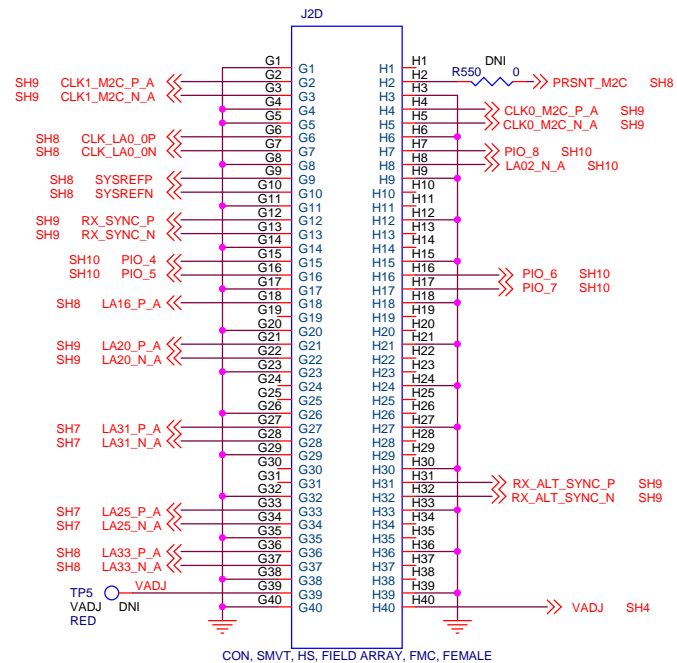 J2D
G1 G1 H1 H1
SH9 CLK1_M2C_P_A G2 G2 H2 H2 R550 DNI 0 PRSNT_M2C SH8
SH9 CLK1_M2C_N_A G3 G3 H3 H3
G4 G4 H4 H4 CLK0_M2C_P_A SH9
G5 G5 H5 H5 CLK0_M2C_N_A SH9
SH8 CLK_LA0_0P G6 G6 H6 H6
SH8 CLK_LA0_0N G7 G7 H7 H7 PIO_8 SH10
G8 G8 H8 H8 LA02_N_A SH10
SH8 SYSREFP G9 G9 H9 H9
SH8 SYSREFN G10 G10 H10 H10
G11 G11 H11 H11
SH9 RX_SYNC_P G12 G12 H12 H12
SH9 RX_SYNC_N G13 G13 H13 H13
G14 G14 H14 H14
SH10 PIO_4 G15 G15 H15 H15
SH10 PIO_5 G16 G16 H16 H16 PIO_6 SH10
G17 G17 H17 H17 PIO_7 SH10
SH8 LA16_P_A G18 G18 H18 H18
G19 G19 H19 H19
G20 G20 H20 H20
SH9 LA20_P_A G21 G21 H21 H21
SH9 LA20_N_A G22 G22 H22 H22
G23 G23 H23 H23
G24 G24 H24 H24
G25 G25 H25 H25
G26 G26 H26 H26
SH7 LA31_P_A G27 G27 H27 H27
SH7 LA31_N_A G28 G28 H28 H28
G29 G29 H29 H29
G30 G30 H30 H30
G31 G31 H31 H31 RX_ALT_SYNC_P SH9
G32 G32 H32 H32 RX_ALT_SYNC_N SH9
SH7 LA25_P_A G33 G33 H33 H33
SH7 LA25_N_A G34 G34 H34 H34
G35 G35 H35 H35
SH8 LA33_P_A G36 G36 H36 H36
SH8 LA33_N_A G37 G37 H37 H37
G38 G38 H38 H38
TP5 VADJ G39 G39 H39 H39
VADJ DNI G40 G40 H40 H40 VADJ SH4
RED
CON, SMVT, HS, FIELD ARRAY, FMC, FEMALE